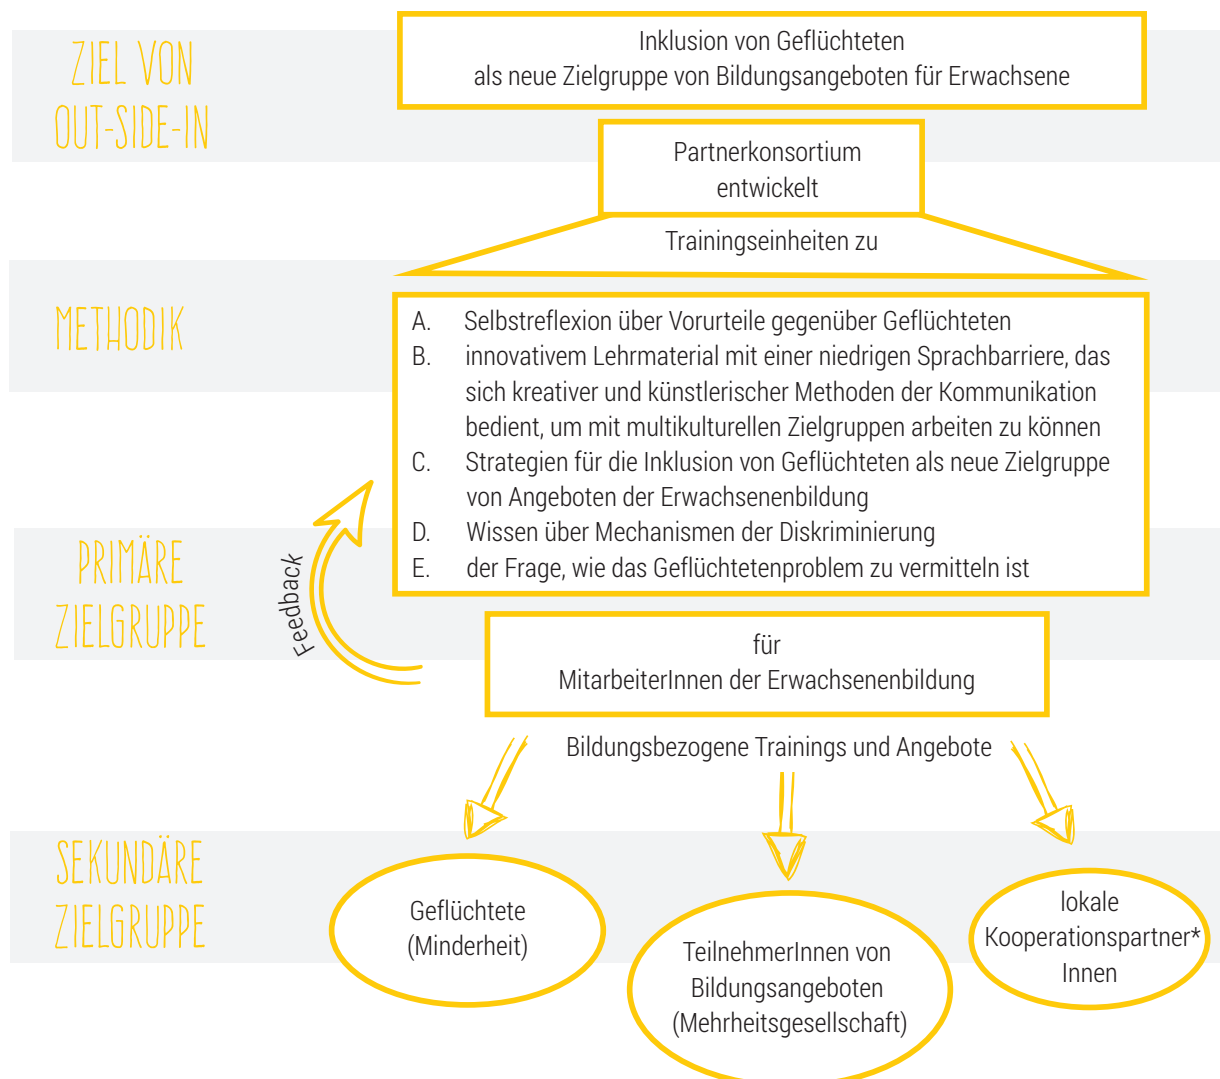 ZIEL VON
OUT-SIDE-IN
Inklusion von Geflüchteten
als neue Zielgruppe von Bildungsangeboten für Erwachsene
Partnerkonsortium
entwickelt
Trainingseinheiten zu
METHODIK
A. Selbstreflexion über Vorurteile gegenüber Geflüchteten
B. innovativem Lehrmaterial mit einer niedrigen Sprachbarriere, das
sich kreativer und künstlerischer Methoden der Kommunikation
bedient, um mit multikulturellen Zielgruppen arbeiten zu können
C. Strategien für die Inklusion von Geflüchteten als neue Zielgruppe
von Angeboten der Erwachsenenbildung
D. Wissen über Mechanismen der Diskriminierung
E. der Frage, wie das Geflüchtetenproblem zu vermitteln ist
PRIMÄRE
ZIELGRUPPE
Feedback
für
MitarbeiterInnen der Erwachsenenbildung
Bildungsbezogene Trainings und Angebote
SEKUNDÄRE
ZIELGRUPPE
Geflüchtete
(Minderheit)
TeilnehmerInnen von
Bildungsangeboten
(Mehrheitsgesellschaft)
lokale
Kooperationspartner*
Innen